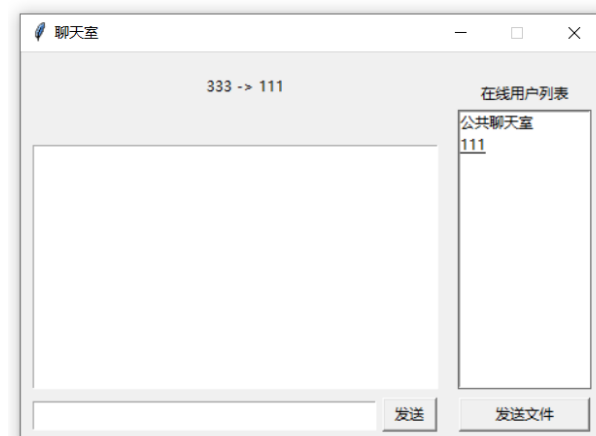 聊天室
333 -> 111
在线用户列表
公共聊天室
111
发送
发送文件